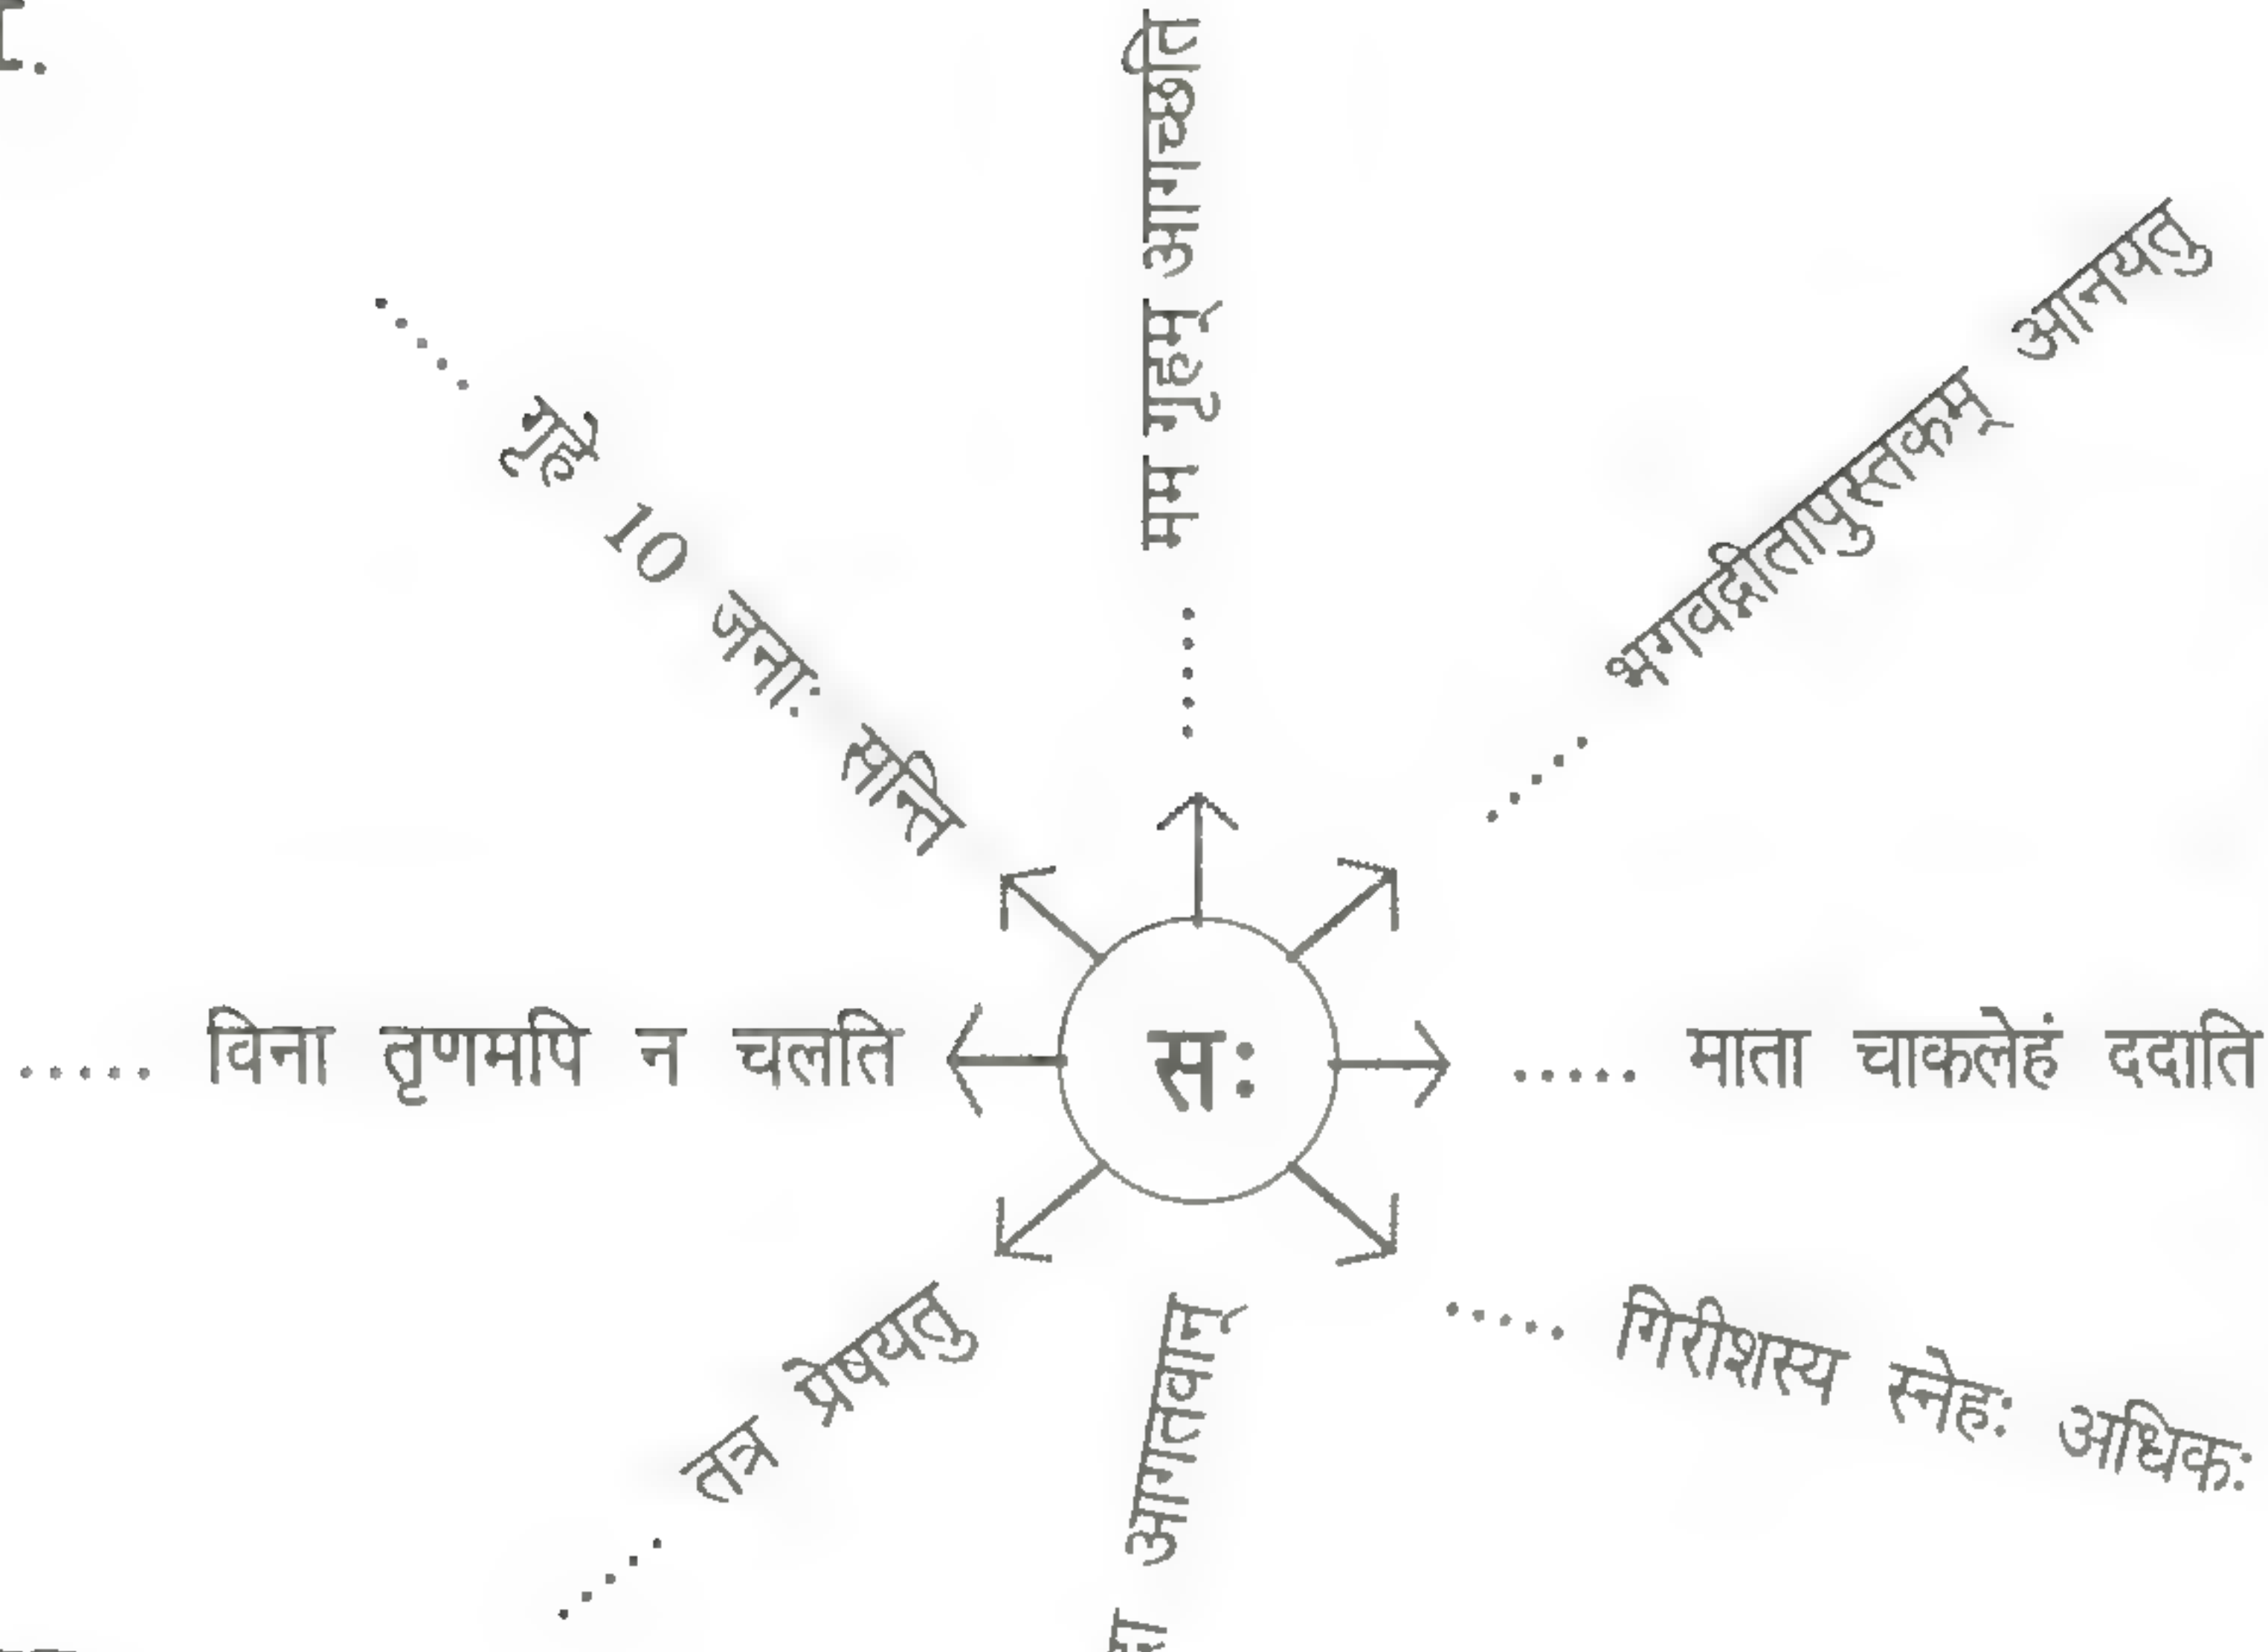 ..... मम गृहम् आगच्छति
..... भगवद्गीतापुस्तकम् आनयतु
..... गृहे 10 जनाः सन्ति
..... विना तृणमपि न चलति
सः
..... माता चाकलेहं ददाति
..... तत्र प्रेषयतु
..... गिरीशस्य स्नेहः अधिकः
आगतवान्